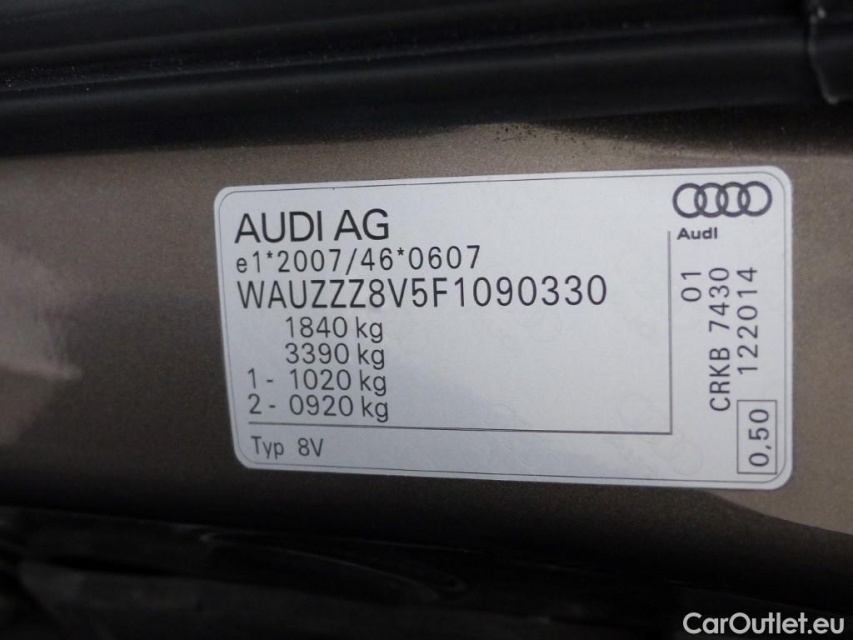 AUDI AG
e1*2007/46*0607
WAUZZZ8V5F1090330
1840 kg
3390 kg
1 - 1020 kg
2 - 0920 kg
Typ 8V
Audi
01
CRKB 7430
122014
0,50
CarOutlet.eu